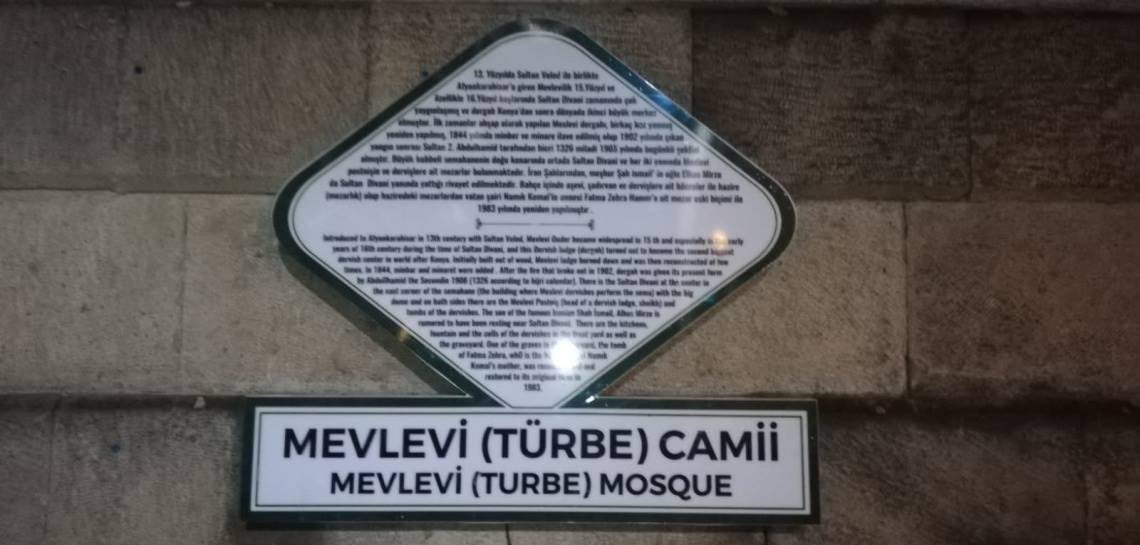 13. Yüzyılda Sultan Veled ile birlikte
Afyonkarahisar'a giren Mevlevilik 15.Yüzyıl ve
özellikle 16.Yüzyıl başlarında Sultan Divani zamanında çok
yaygınlaşmış ve dergah Konya'dan sonra dünyada ikinci büyük merkez
olmuştur. İlk zamanlar ahşap olarak yapılan Mevlevi dergahı, birkaç kez yanmış
yeniden yapılmış, 1844 yılında minber ve minare ilave edilmiş olup 1902 yılında çıkan
yangın sonrası Sultan 2. Abdulhamid tarafından hicri 1326 miladi 1905 yılında bugünkü şeklini
almıştır. Büyük kubbeli semahanenin doğu kenarında ortada Sultan Divani ve her iki yanında Mevlevi
postnişin ve dervişlere ait mezarlar bulunmaktadır. İran Şahlarından, meşhur Şah İsmail' in oğlu Elkas Mirza
da Sultan Divani yanında yattığı rivayet edilmektedir. Bahçe içinde aşevi, şadırvan ve dervişlere ait hücreler ile hazire
(mezarlık) olup haziredeki mezarlardan vatan şairi Namık Kemal'in annesi Fatma Zehra Hanım'a ait mezar eski biçimi ile
1983 yılında yeniden yapılmıştır .
Introduced to Afyonkarahisar in 13th century with Sultan Veled, Mevlevi Order became widespread in 15 th and especially in the early
years of 16th century during the time of Sultan Divani, and this Dervish lodge (dergah) turned out to become the second biggest
dervish center in world after Konya. Initially built out of wood, Mevlevi lodge burned down and was then reconstructed of few
times. In 1844, minbar and minaret were added . After the fire that broke out in 1902, dergah was given its present form
by Abdullhamid the Secondin 1908 (1326 according to hijri calendar). There is the Sultan Divani at the center in
the east corner of the semahane (the building where Mevlevi dervishes perform the sema) with the big
dome and on both sides there are the Mevlevi Postniş (head of a dervish lodge, sheikh) and
tombs of the dervishes. The son of the famous Iranian Shah Ismail, Alhas Mirze is
rumored to have been resting near Sultan Divani. There are the kitchens,
fountain and the cells of the dervishes in the front yard as well as
the graveyard. One of the graves in the, the tomb
of Fatma Zehra, who is the Namık
Kemal's mother, was and
restored to its original in
1983.
MEVLEVİ (TÜRBE) CAMİİ
MEVLEVİ (TURBE) MOSQUE